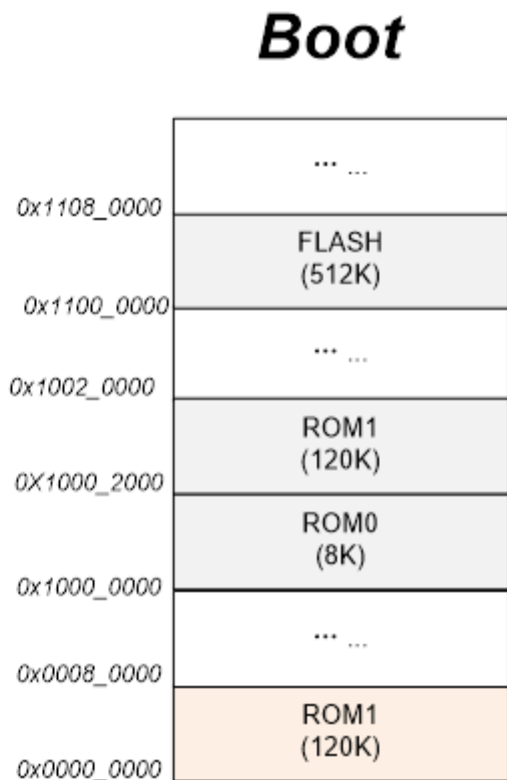 Boot
... ...
0x1108_0000
FLASH
(512K)
0x1100_0000
... ...
0x1002_0000
ROM1
(120K)
0X1000_2000
ROM0
(8K)
0x1000_0000
... ...
0x0008_0000
ROM1
(120K)
0x0000_0000